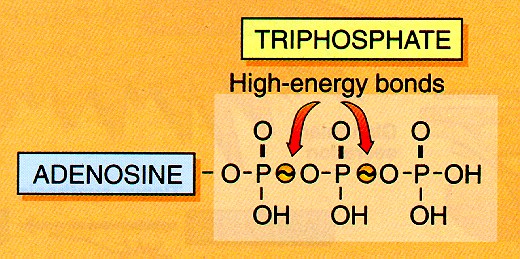 TRIPHOSPHATE
High-energy bonds
O O O
ADENOSINE -O-P~O-P~O-P-OH
OH OH OH